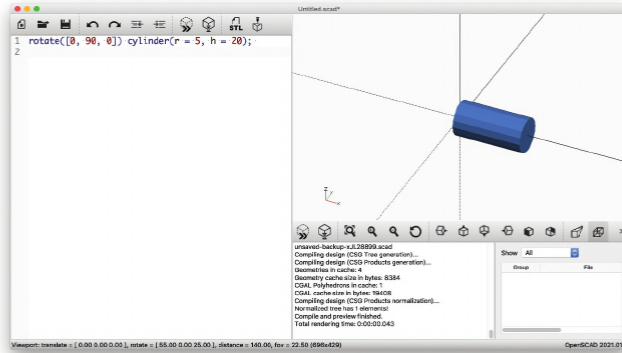 Untitled.scad*
STL
1 rotate([0, 90, 0]) cylinder(r = 5, h = 20);
2
z
y
x
unsaved-backup-xJL28899.scad
Compiling design (CSG Tree generation)...
Compiling design (CSG Products generation)...
Geometries in cache: 4
Geometry cache size in bytes: 8384
CGAL Polyhedrons in cache: 1
CGAL cache size in bytes: 19408
Compiling design (CSG Products normalization)...
Normalized tree has 1 elements!
Compile and preview finished.
Total rendering time: 0:00:00.043
Show All
Group File
Viewport: translate = [ 0.00 0.00 0.00 ], rotate = [ 55.00 0.00 25.00 ], distance = 140.00, fov = 22.50 (696x429) OpenSCAD 2021.01